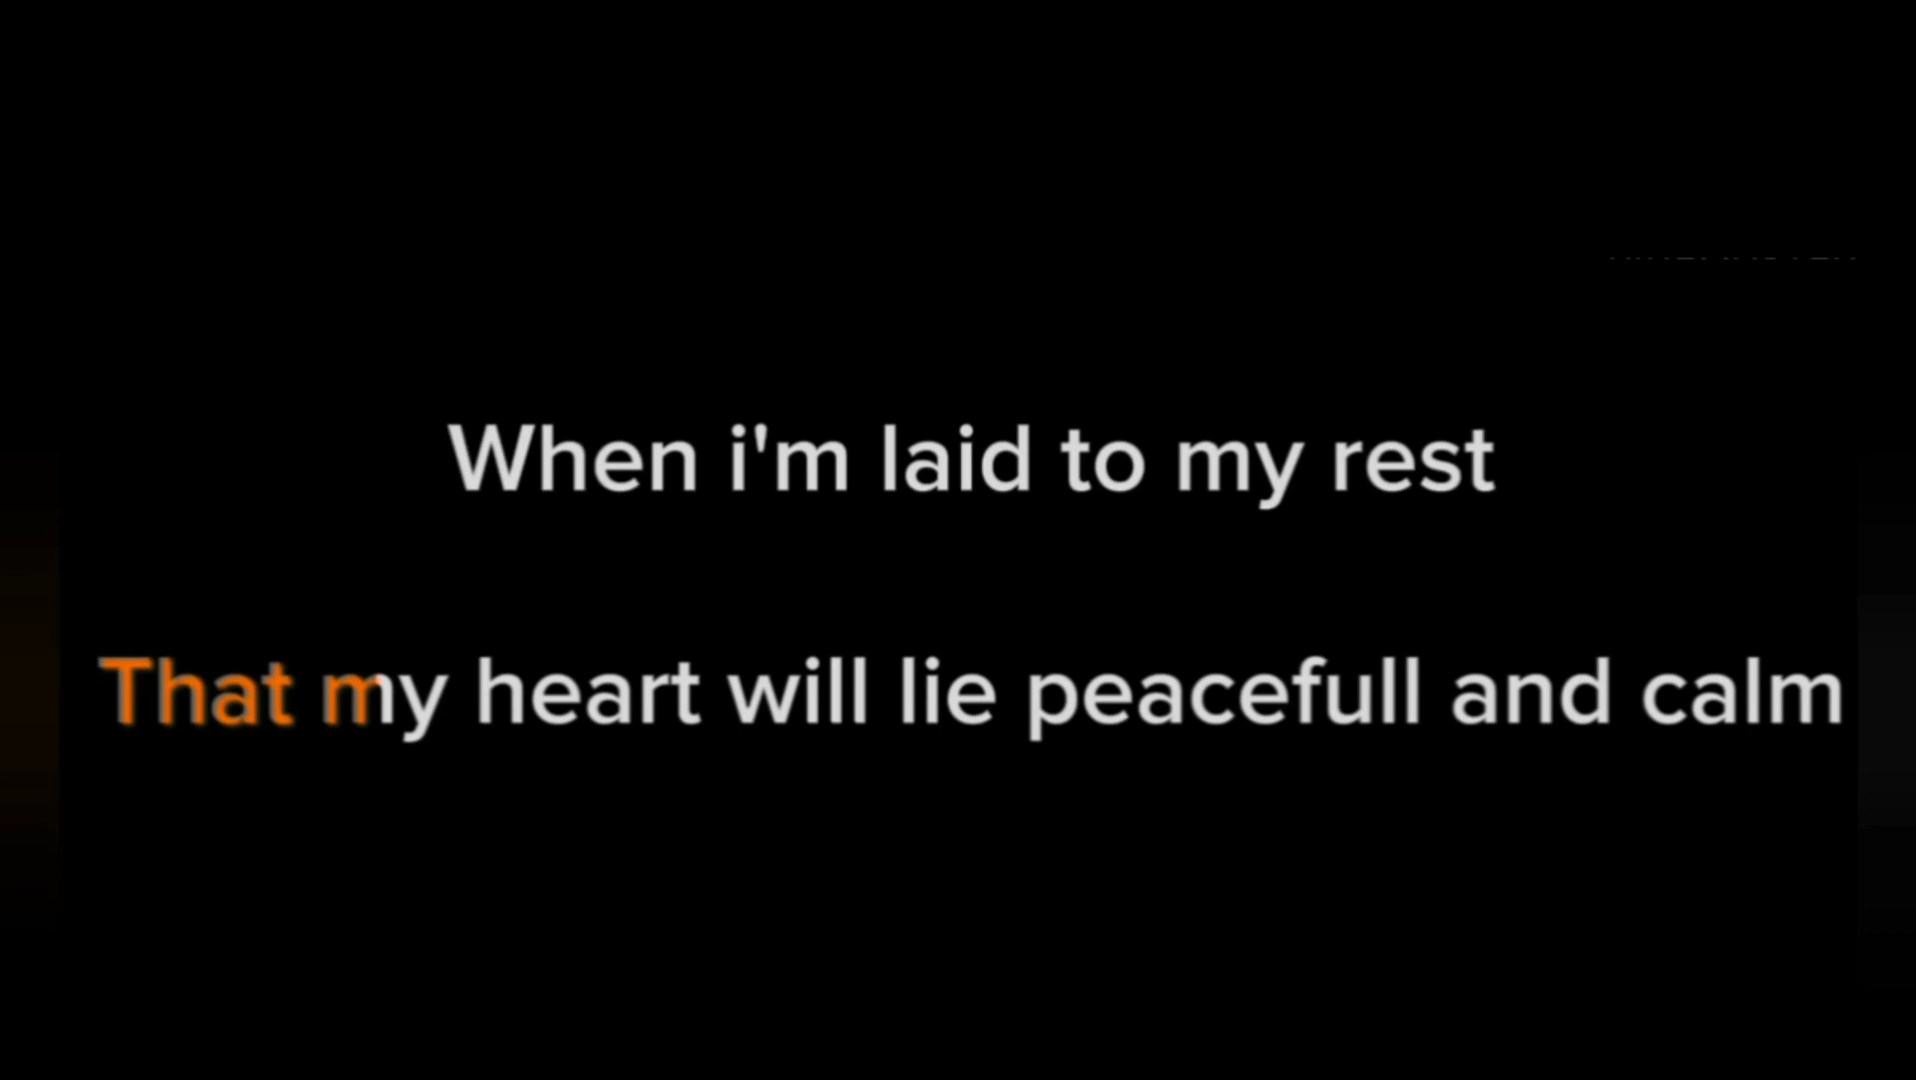 When i'm laid to my rest
That my heart will lie peacefull and calm